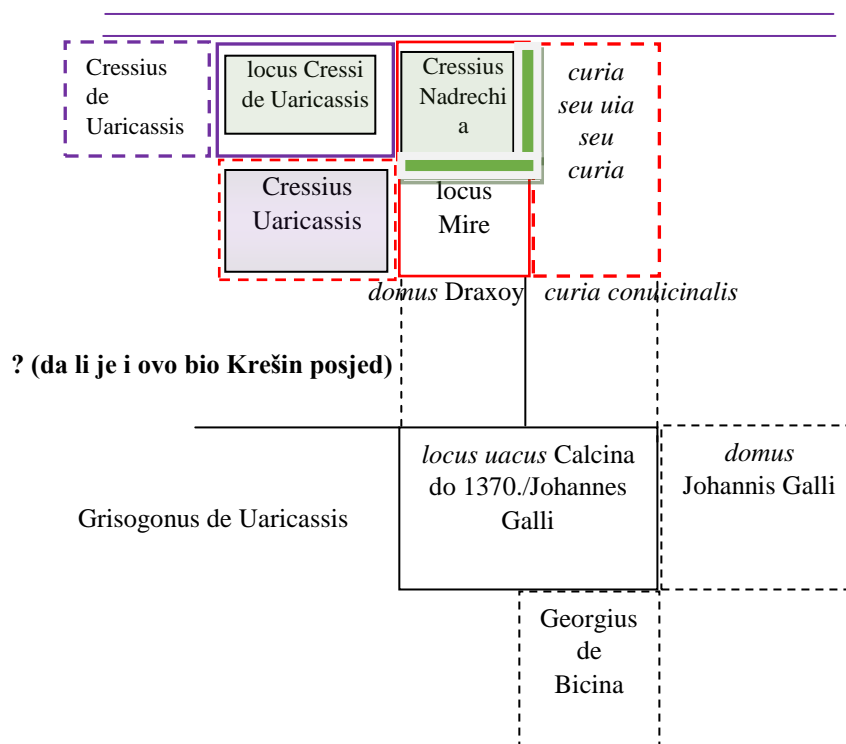 Cressius
de
Uaricassis
locus Cressi
de Uaricassis
Cressius
Nadrechi
a
curia
seu uia
seu
curia
Cressius
Uaricassis
locus
Mire
domus Draxoy
curia conuicinalis
? (da li je i ovo bio Krešin posjed)
locus uacus Calcina
do 1370./Johannes
Galli
domus
Johannis Galli
Grisogonus de Uaricassis
Georgius
de
Bicina